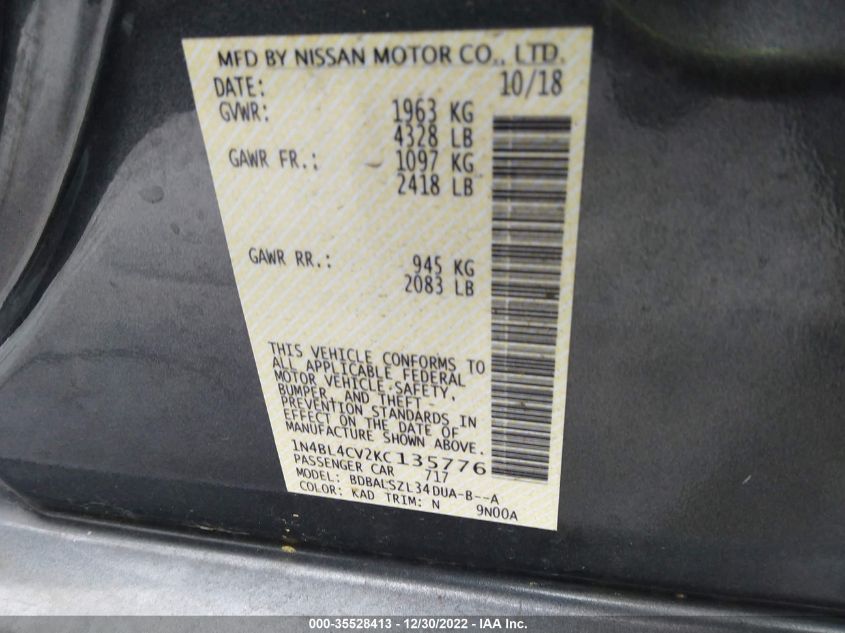 MFD BY NISSAN MOTOR CO., LTD.
DATE: 10/18
GVWR: 1963 KG
4328 LB
GAWR FR.: 1097 KG
2418 LB
GAWR RR.: 945 KG
2083 LB
THIS VEHICLE CONFORMS TO
ALL APPLICABLE FEDERAL
MOTOR VEHICLE SAFETY,
BUMPER, AND THEFT
PREVENTION STANDARDS IN
EFFECT ON THE DATE OF
MANUFACTURE SHOWN ABOVE.
1N4BL4CV2KC135776
PASSENGER CAR 717
MODEL: BDBALSZL34DUA-B--A
COLOR: KAD TRIM: N 9N00A
000-35528413 - 12/30/2022 - IAA Inc.